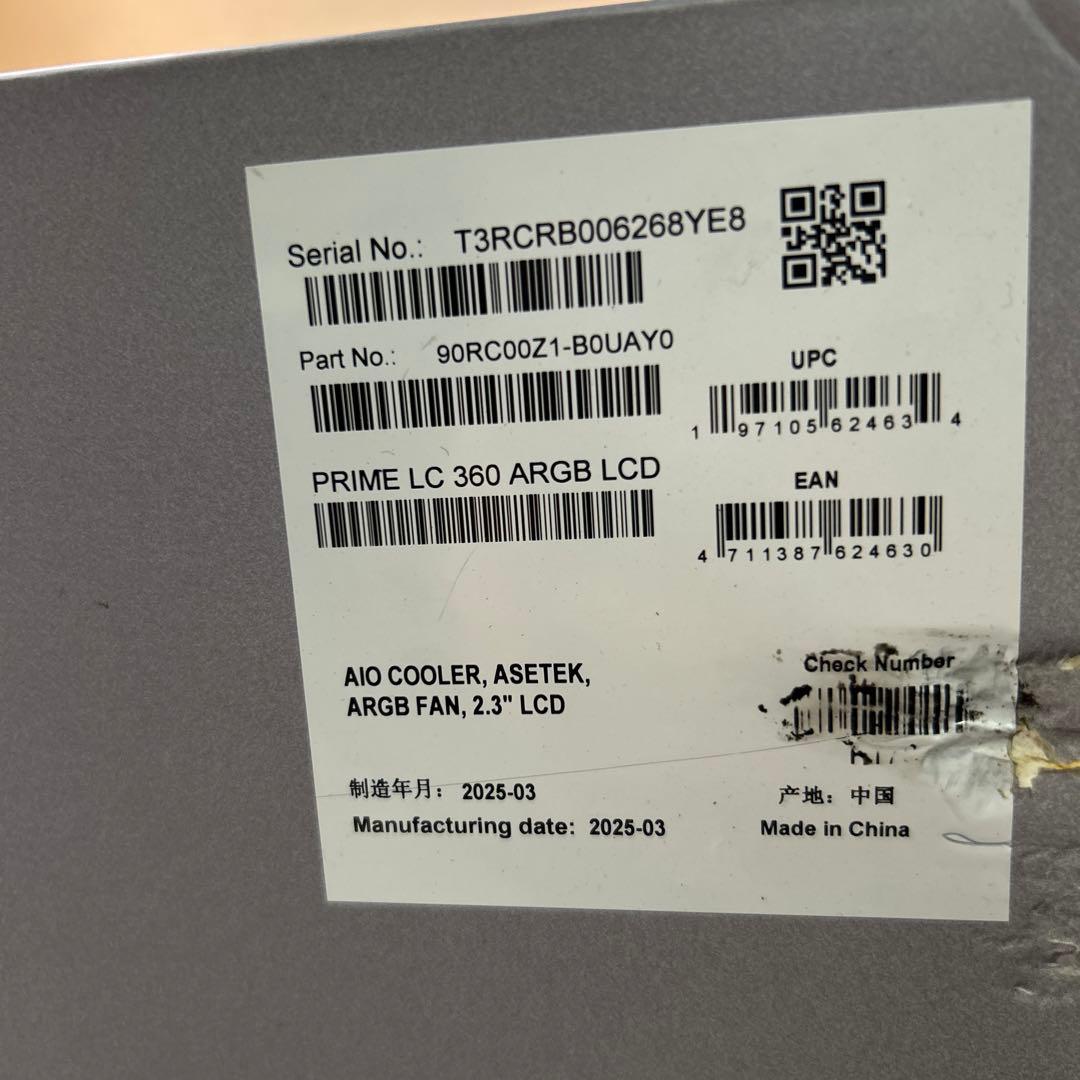 Serial No.: T3RCRB006268YE8
Part No.: 90RC00Z1-B0UAY0
UPC
1 97105 62463 4
PRIME LC 360 ARGB LCD
EAN
4 711387 624630
AIO COOLER, ASETEK,
ARGB FAN, 2.3" LCD
Check Number
制造年月: 2025-03
产地: 中国
Manufacturing date: 2025-03
Made in China